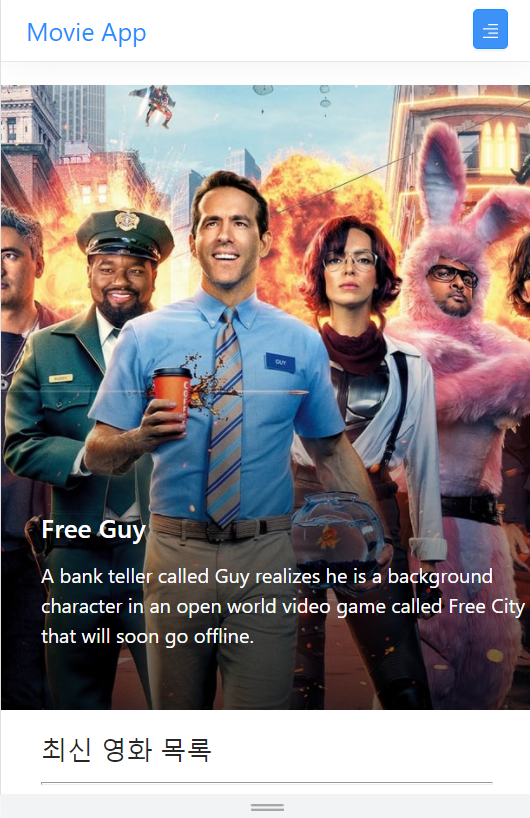 Movie App
GUY
Free Guy
A bank teller called Guy realizes he is a background
character in an open world video game called Free City
that will soon go offline.
최신 영화 목록